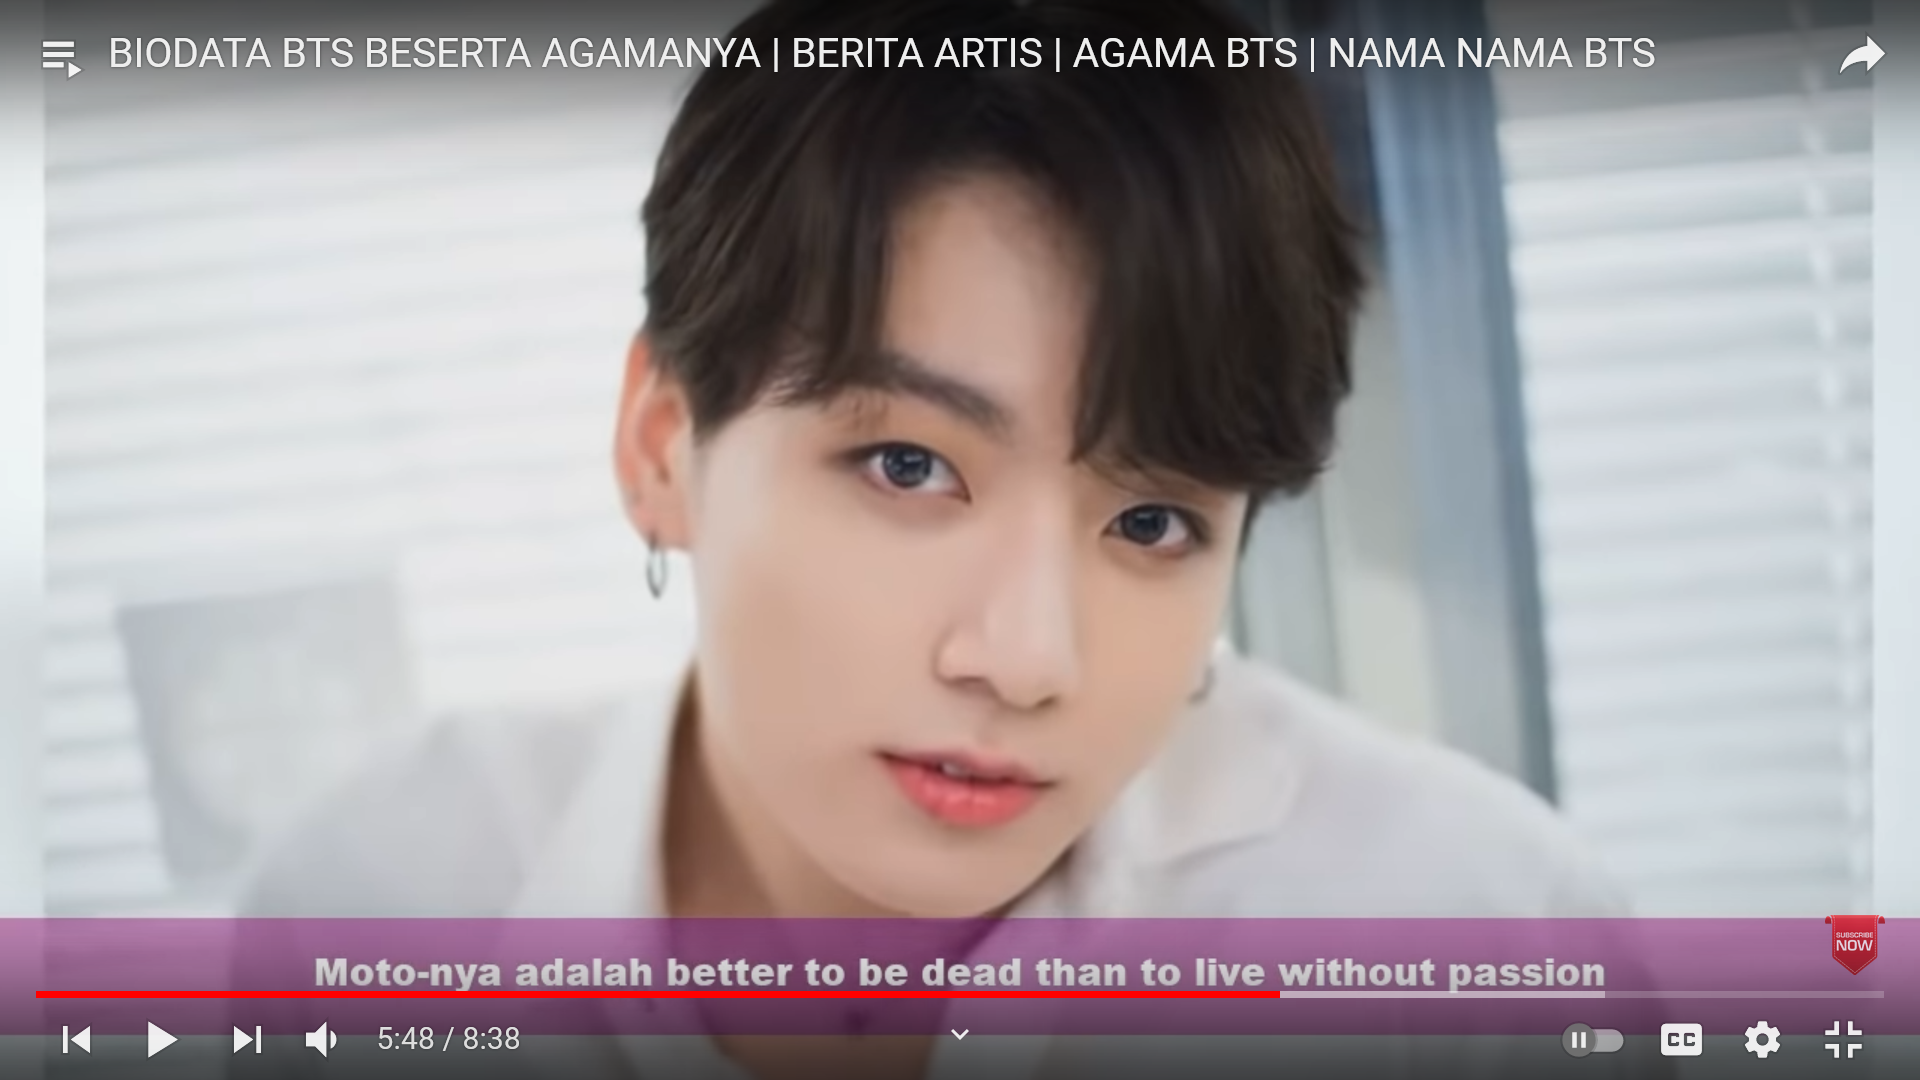 BIODATA BTS BESERTA AGAMANYA | BERITA ARTIS | AGAMA BTS | NAMA NAMA BTS
SUBSCRIBE
NOW
Moto-nya adalah better to be dead than to live without passion
5:48 / 8:38
CC